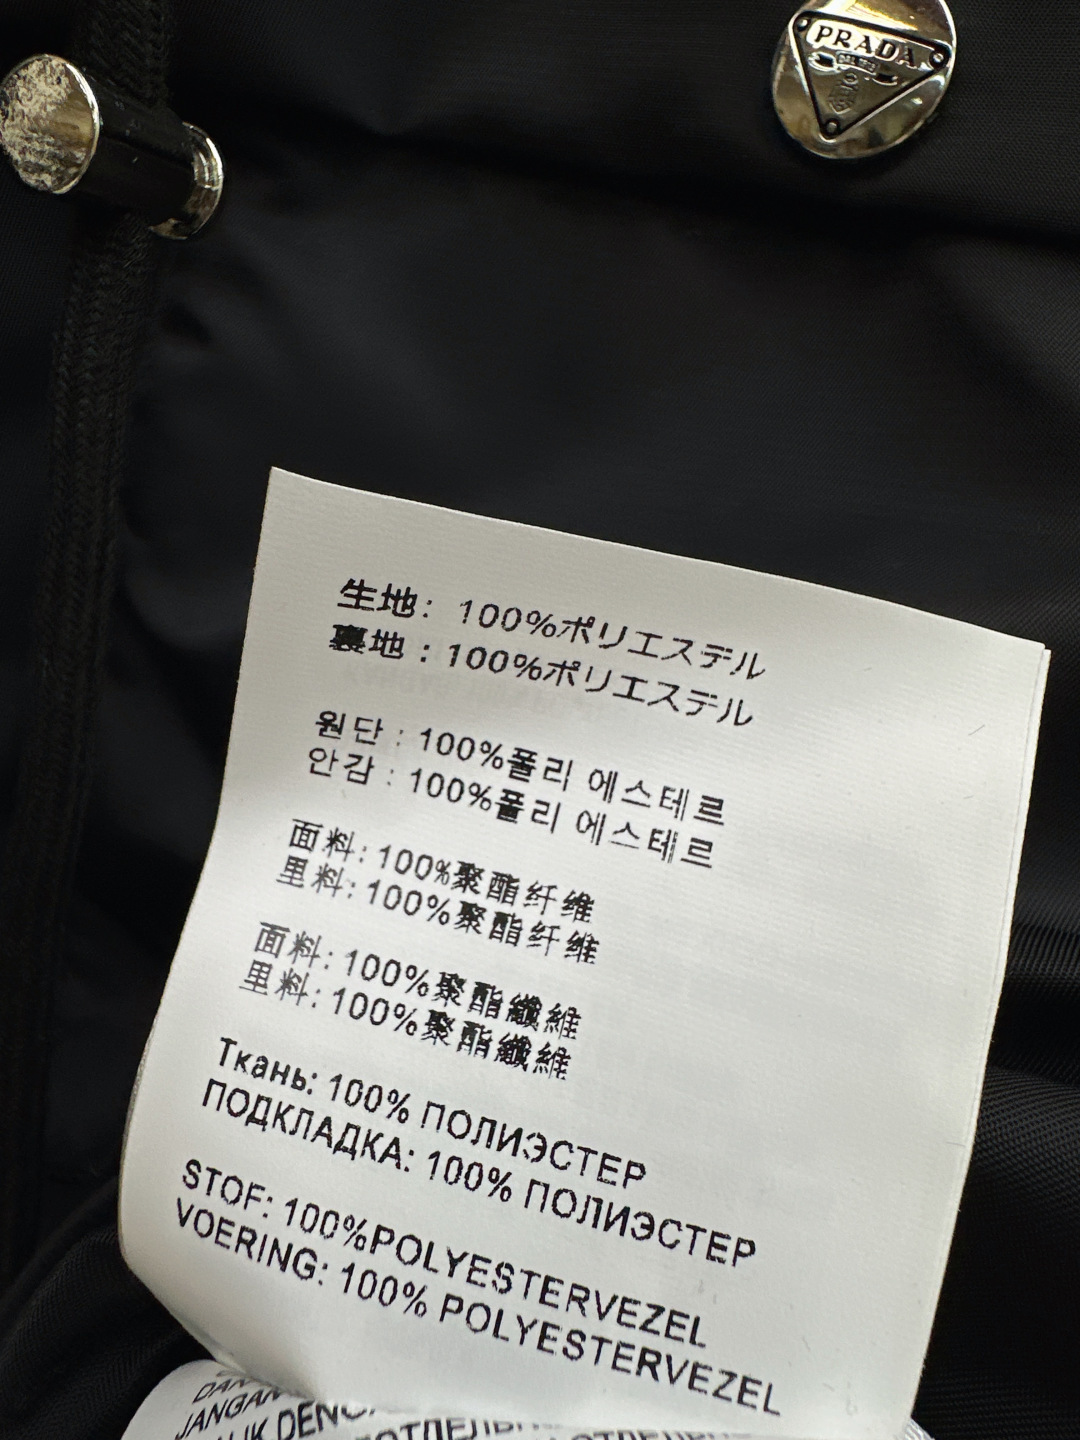 PRADA
生地: 100%ポリエステル
裏地: 100%ポリエステル
원단: 100%폴리 에스테르
안감: 100%폴리 에스테르
面料: 100%聚酯纤维
里料: 100%聚酯纤维
面料: 100%聚酯纖維
里料: 100%聚酯纖維
Ткань: 100% ПОЛИЭСТЕР
ПОДКЛАДКА: 100% ПОЛИЭСТЕР
STOF: 100%POLYESTERVEZEL
VOERING: 100% POLYESTERVEZEL